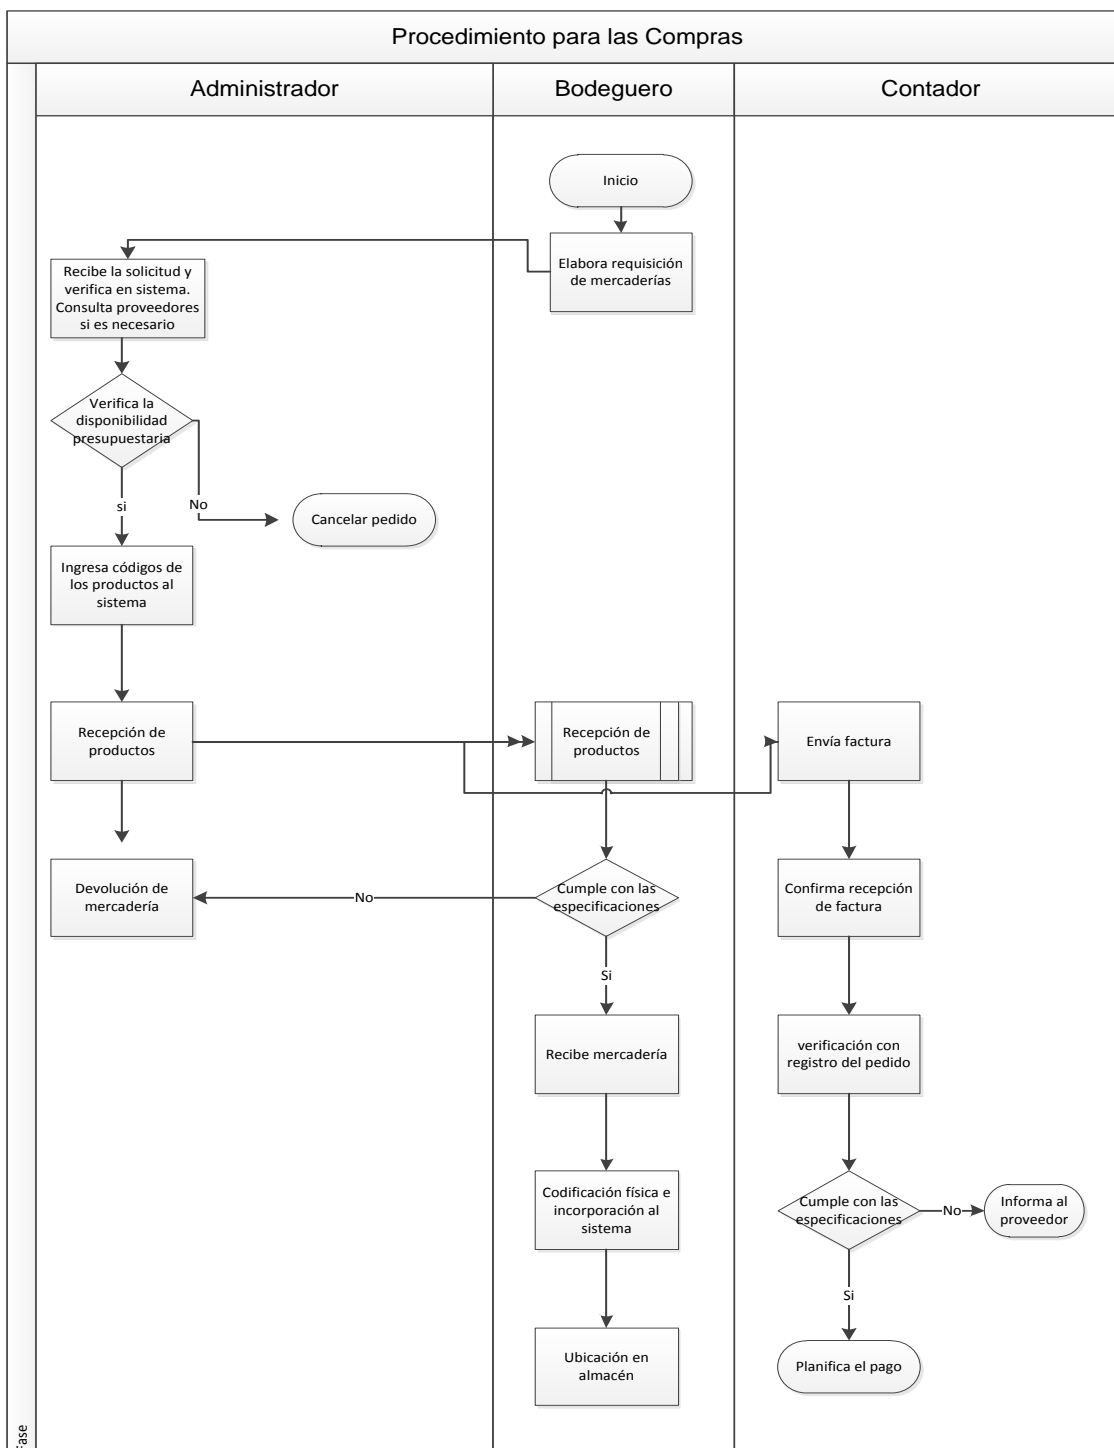 Procedimiento para las Compras
Administrador
Bodeguero
Contador
Inicio
Elabora requisición
de mercaderías
Recibe la solicitud y
verifica en sistema.
Consulta proveedores
si es necesario
Verifica la
disponibilidad
presupuestaria
si
No
Cancelar pedido
Ingresa códigos de
los productos al
sistema
Recepción de
productos
Recepción de
productos
Envía factura
Devolución de
mercadería
No
Cumple con las
especificaciones
Confirma recepción
de factura
Si
Recibe mercadería
verificación con
registro del pedido
Codificación física e
incorporación al
sistema
Cumple con las
especificaciones
No
Informa al
proveedor
Si
Ubicación en
almacén
Planifica el pago
Fase